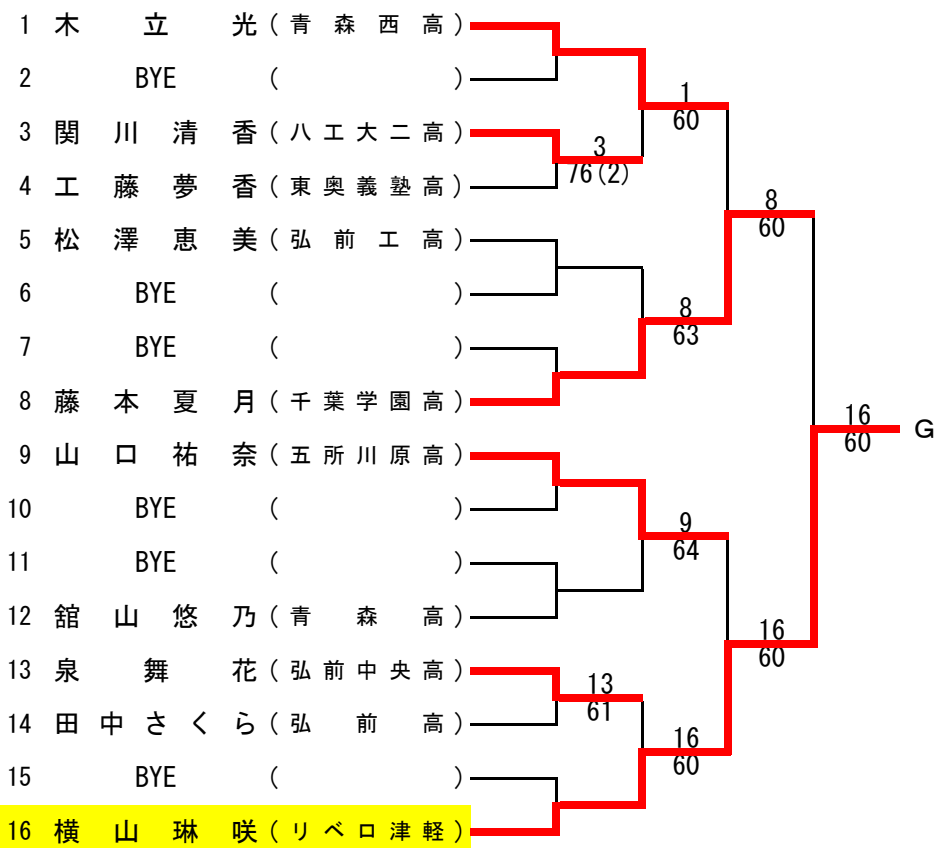 1 木立光 (青森西高)
2 BYE ( )
1
60
3 関川清香 (八工大二高)
3
76(2)
4 工藤夢香 (東奥義塾高)
8
60
5 松澤恵美 (弘前工高)
6 BYE ( )
8
63
7 BYE ( )
8 藤本夏月 (千葉学園高)
16
60
G
9 山口祐奈 (五所川原高)
10 BYE ( )
9
64
11 BYE ( )
12 舘山悠乃 (青森高)
16
60
13 泉舞花 (弘前中央高)
13
61
14 田中さくら (弘前高)
16
60
15 BYE ( )
16 横山琳咲 (リベロ津軽)